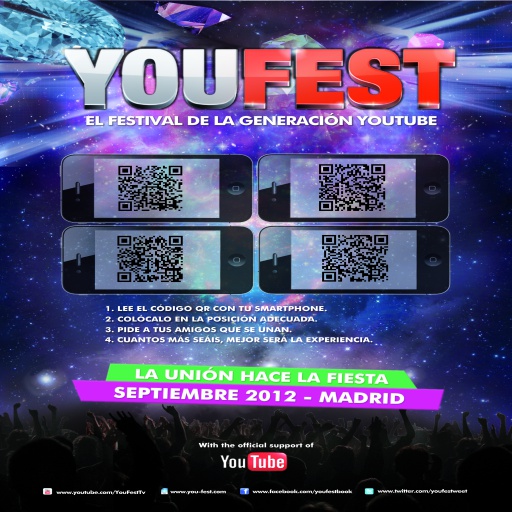 YOUFEST
EL FESTIVAL DE LA GENERACIÓN YOUTUBE
1. LEE EL CÓDIGO QR CON TU SMARTPHONE.
2. COLÓCALO EN LA POSICIÓN ADECUADA.
3. PIDE A TUS AMIGOS QUE SE UNAN.
4. CUANTOS MÁS SEÁIS, MEJOR SERÁ LA EXPERIENCIA.
LA UNIÓN HACE LA FIESTA
SEPTIEMBRE 2012 - MADRID
With the official support of
YouTube
www.youtube.com/YouFestTv www.you-fest.com www.facebook.com/youfestbook www.twitter.com/youfestweet